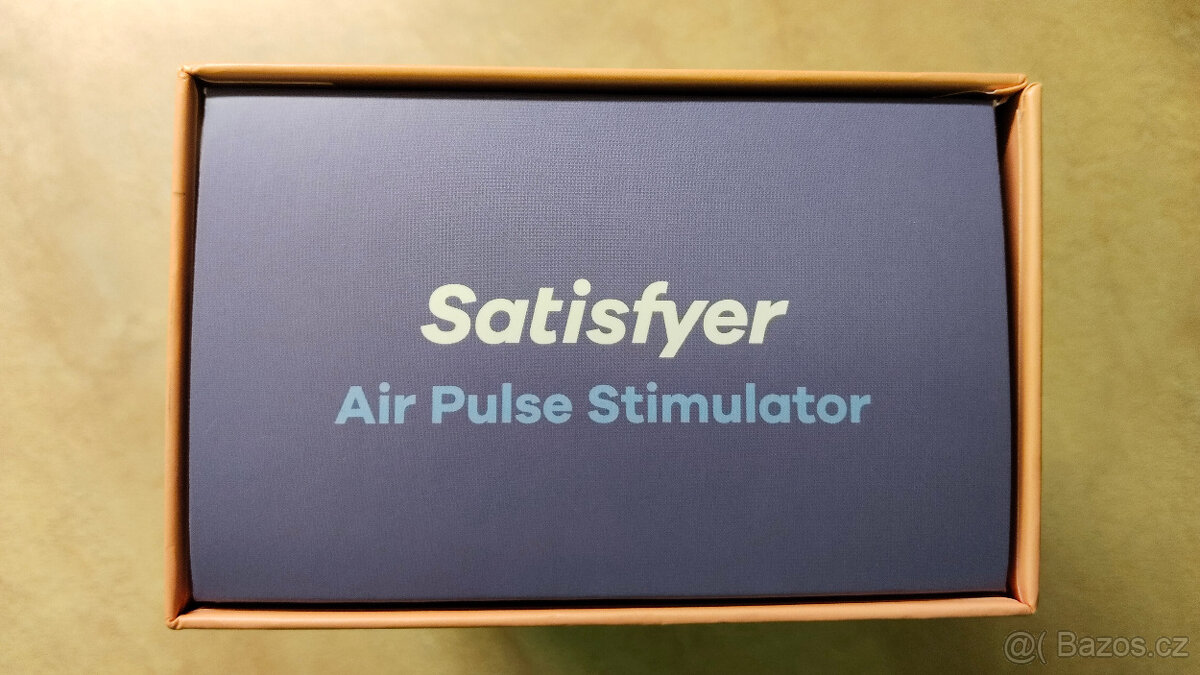 Satisfyer
Air Pulse Stimulator
@( Bazos.cz